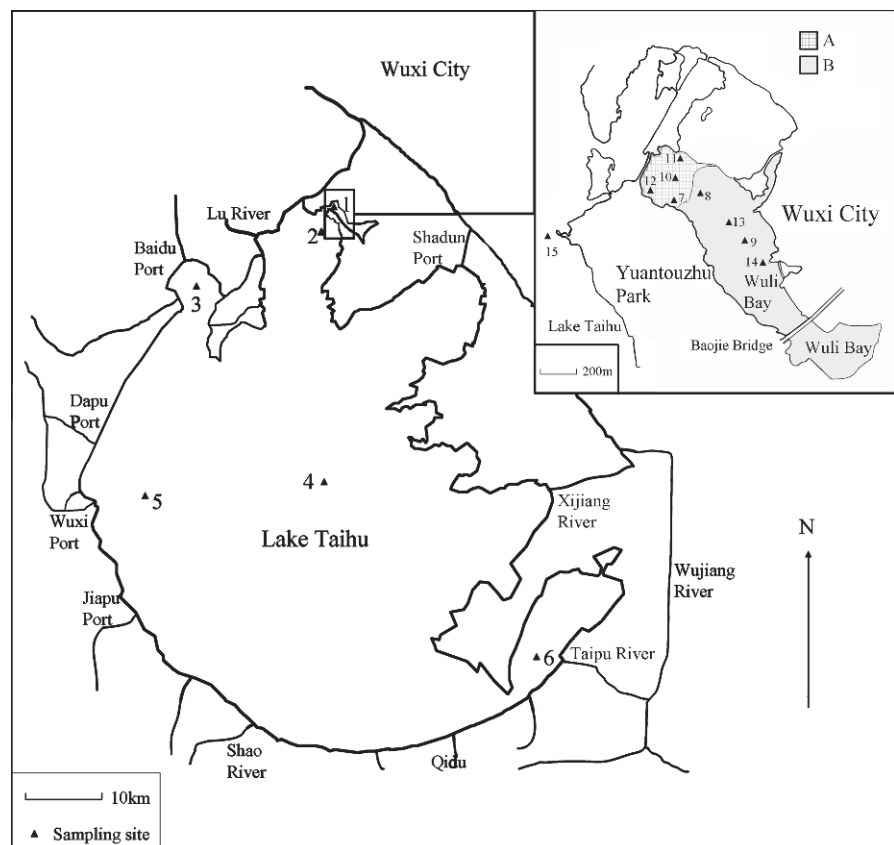 Wuxi City
1
2
Lu River
Baidu
Port
3
Shadun
Port
Dapu
Port
5
4
Wuxi
Port
Lake Taihu
Xijiang
River
Jiapu
Port
Wujiang
River
N
6
Taipu River
Shao
River
Qidu
10km
▲ Sampling site
A
B
11
10
12
7
8
13
9
14
15
Wuxi City
Yuantouzhu
Park
Wuli
Bay
Lake Taihu
Baojie Bridge
Wuli Bay
200m